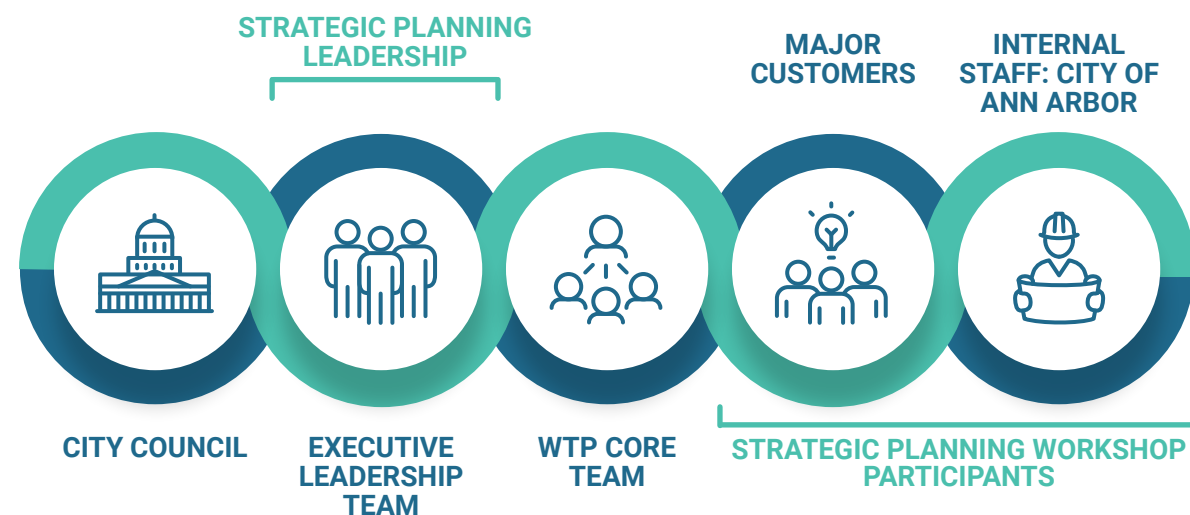 STRATEGIC PLANNING
LEADERSHIP
MAJOR
CUSTOMERS
INTERNAL
STAFF: CITY OF
ANN ARBOR
CITY COUNCIL
EXECUTIVE
LEADERSHIP
TEAM
WTP CORE
TEAM
STRATEGIC PLANNING WORKSHOP
PARTICIPANTS